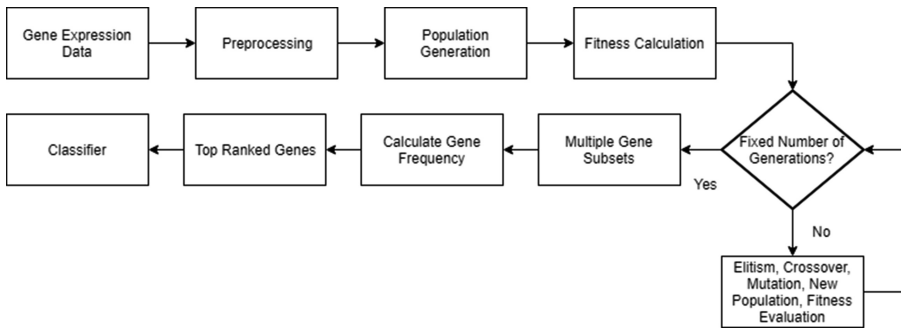 Gene Expression
Data
Preprocessing
Population
Generation
Fitness Calculation
Classifier
Top Ranked Genes
Calculate Gene
Frequency
Multiple Gene
Subsets
Fixed Number of
Generations?
Yes
No
Elitism, Crossover,
Mutation, New
Population, Fitness
Evaluation